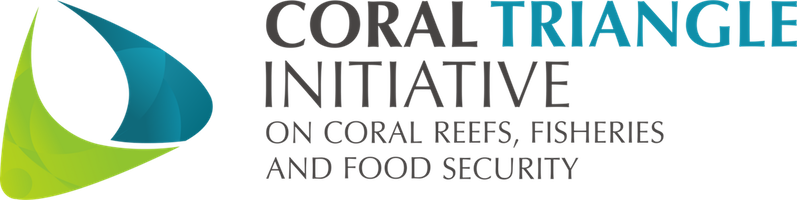 CORAL TRIANGLE
INITIATIVE
ON CORAL REEFS, FISHERIES
AND FOOD SECURITY